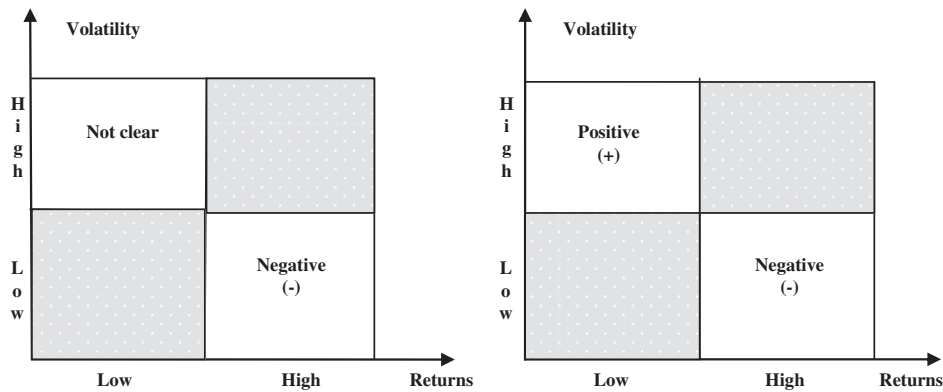 Volatility
H
i
g
h
Not clear
L
o
w
Negative
(-)
Low High Returns
Volatility
H
i
g
h
Positive
(+)
L
o
w
Negative
(-)
Low High Returns